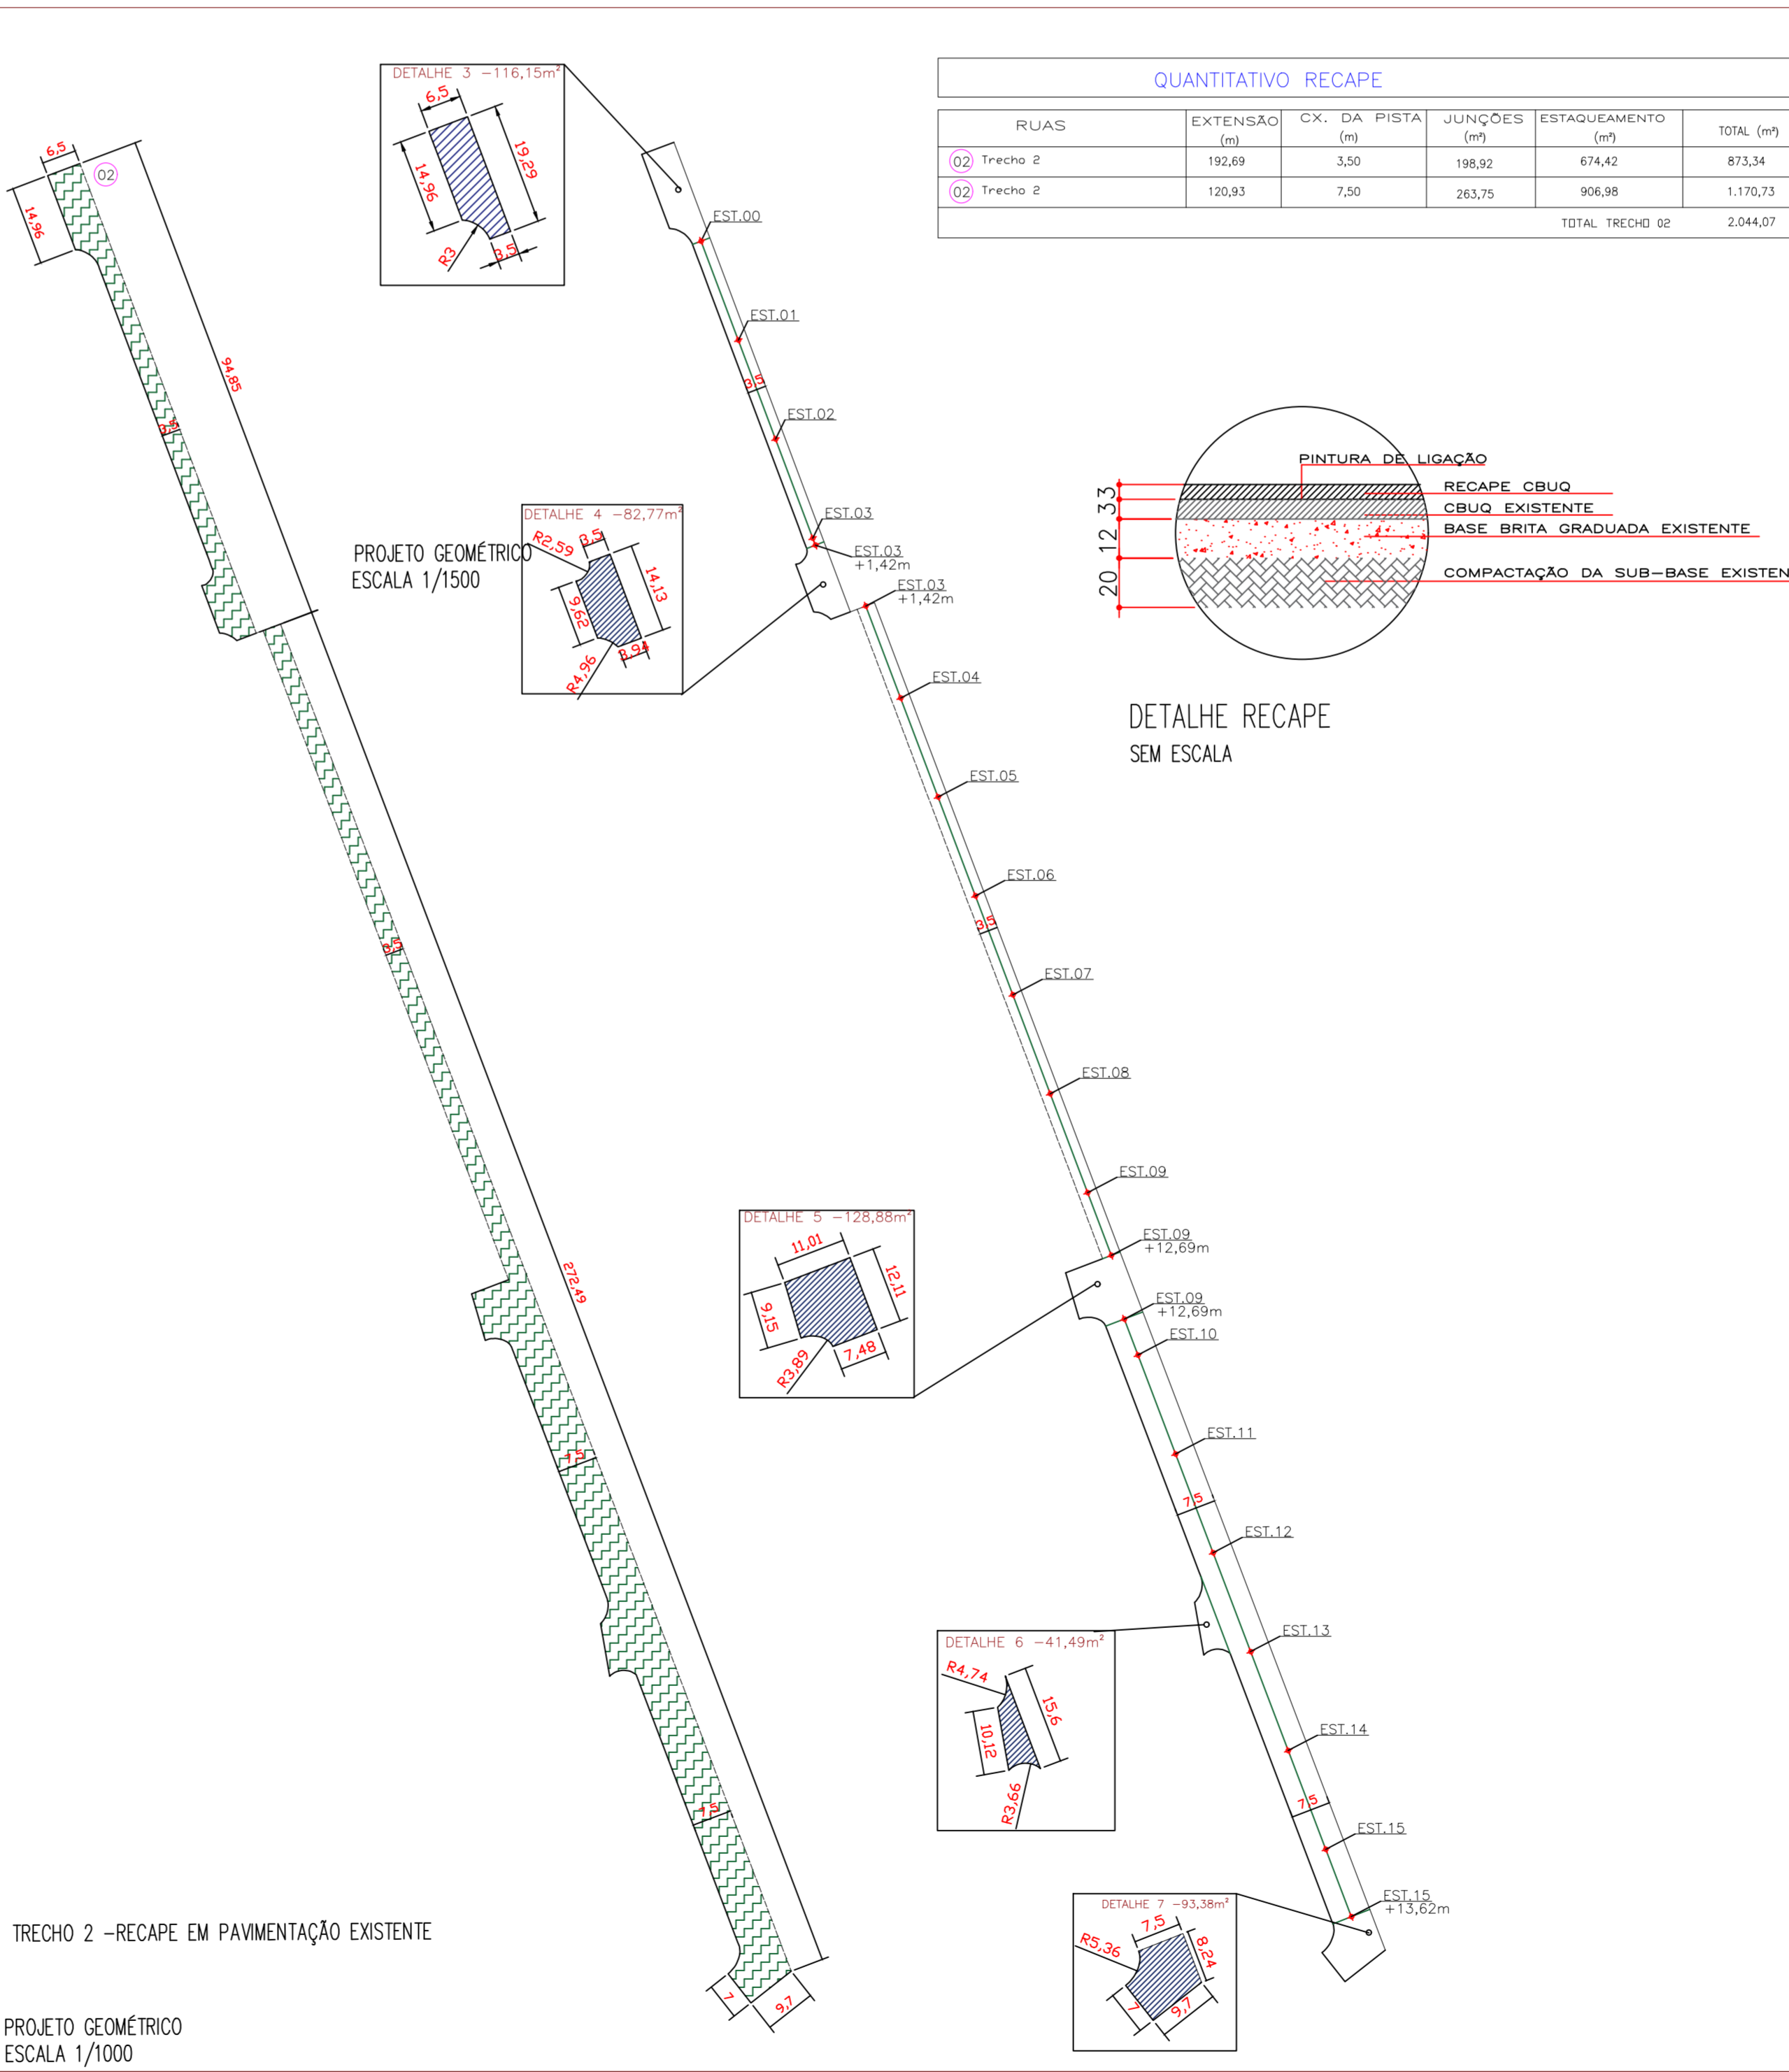 QUANTITATIVO RECAPE
RUAS
EXTENSÃO (m)
CX. DA PISTA (m)
JUNÇÕES (m²)
ESTAQUEAMENTO (m²)
TOTAL (m²)
02 Trecho 2 192,69 3,50 198,92 674,42 873,34
02 Trecho 2 120,93 7,50 263,75 906,98 1.170,73
TOTAL TRECHO 02 2.044,07
DETALHE 3 -116,15m²
6,5
19,29
14,96
R3
3,5
6,5
02
14,96
94,85
3,5
EST.00
EST.01
3,5
EST.02
EST.03
EST.03
+1,42m
EST.03
+1,42m
PROJETO GEOMÉTRICO
ESCALA 1/1500
DETALHE 4 -82,77m²
R2,59
3,5
14,13
9,62
R4,96
3,94
PINTURA DE LIGAÇÃO
RECAPE CBUQ
CBUQ EXISTENTE
BASE BRITA GRADUADA EXISTENTE
COMPACTAÇÃO DA SUB-BASE EXISTEN
3
3
12
20
DETALHE RECAPE
SEM ESCALA
EST.04
EST.05
EST.06
3,5
3,5
EST.07
EST.08
EST.09
EST.09
+12,69m
EST.09
+12,69m
EST.10
DETALHE 5 -128,88m²
11,01
12,11
9,15
R3,89
7,48
272,49
EST.11
7,5
7,5
EST.12
EST.13
DETALHE 6 -41,49m²
R4,74
15,6
10,12
R3,66
EST.14
7,5
7,5
EST.15
EST.15
+13,62m
DETALHE 7 -93,38m²
7,5
R5,36
8,24
7
9,7
7
9,7
TRECHO 2 -RECAPE EM PAVIMENTAÇÃO EXISTENTE
PROJETO GEOMÉTRICO
ESCALA 1/1000